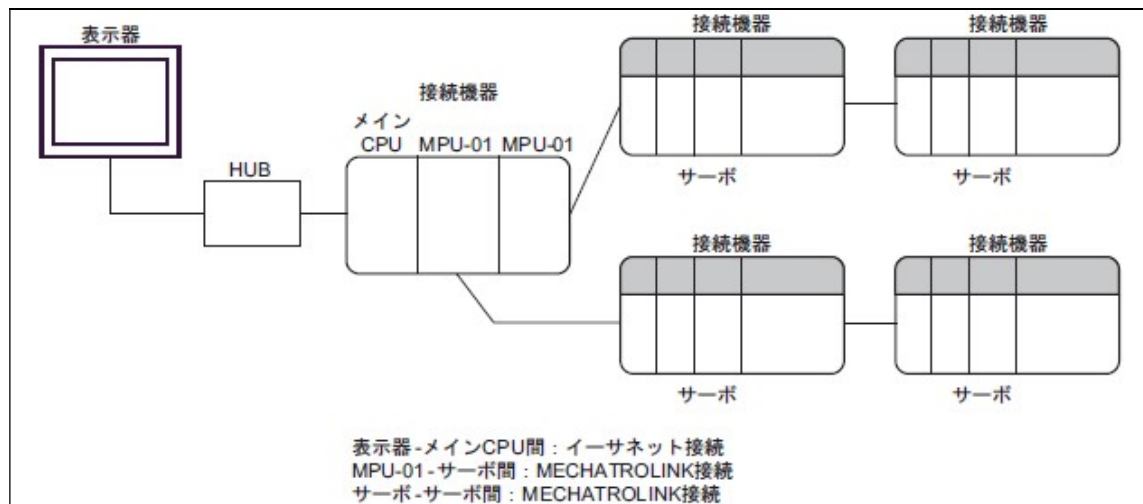 表示器
接続機器
接続機器
接続機器
メイン
CPU MPU-01 MPU-01
HUB
サーボ
サーボ
接続機器
接続機器
サーボ
サーボ
表示器-メインCPU間：イーサネット接続
MPU-01-サーボ間：MECHATROLINK接続
サーボ-サーボ間：MECHATROLINK接続